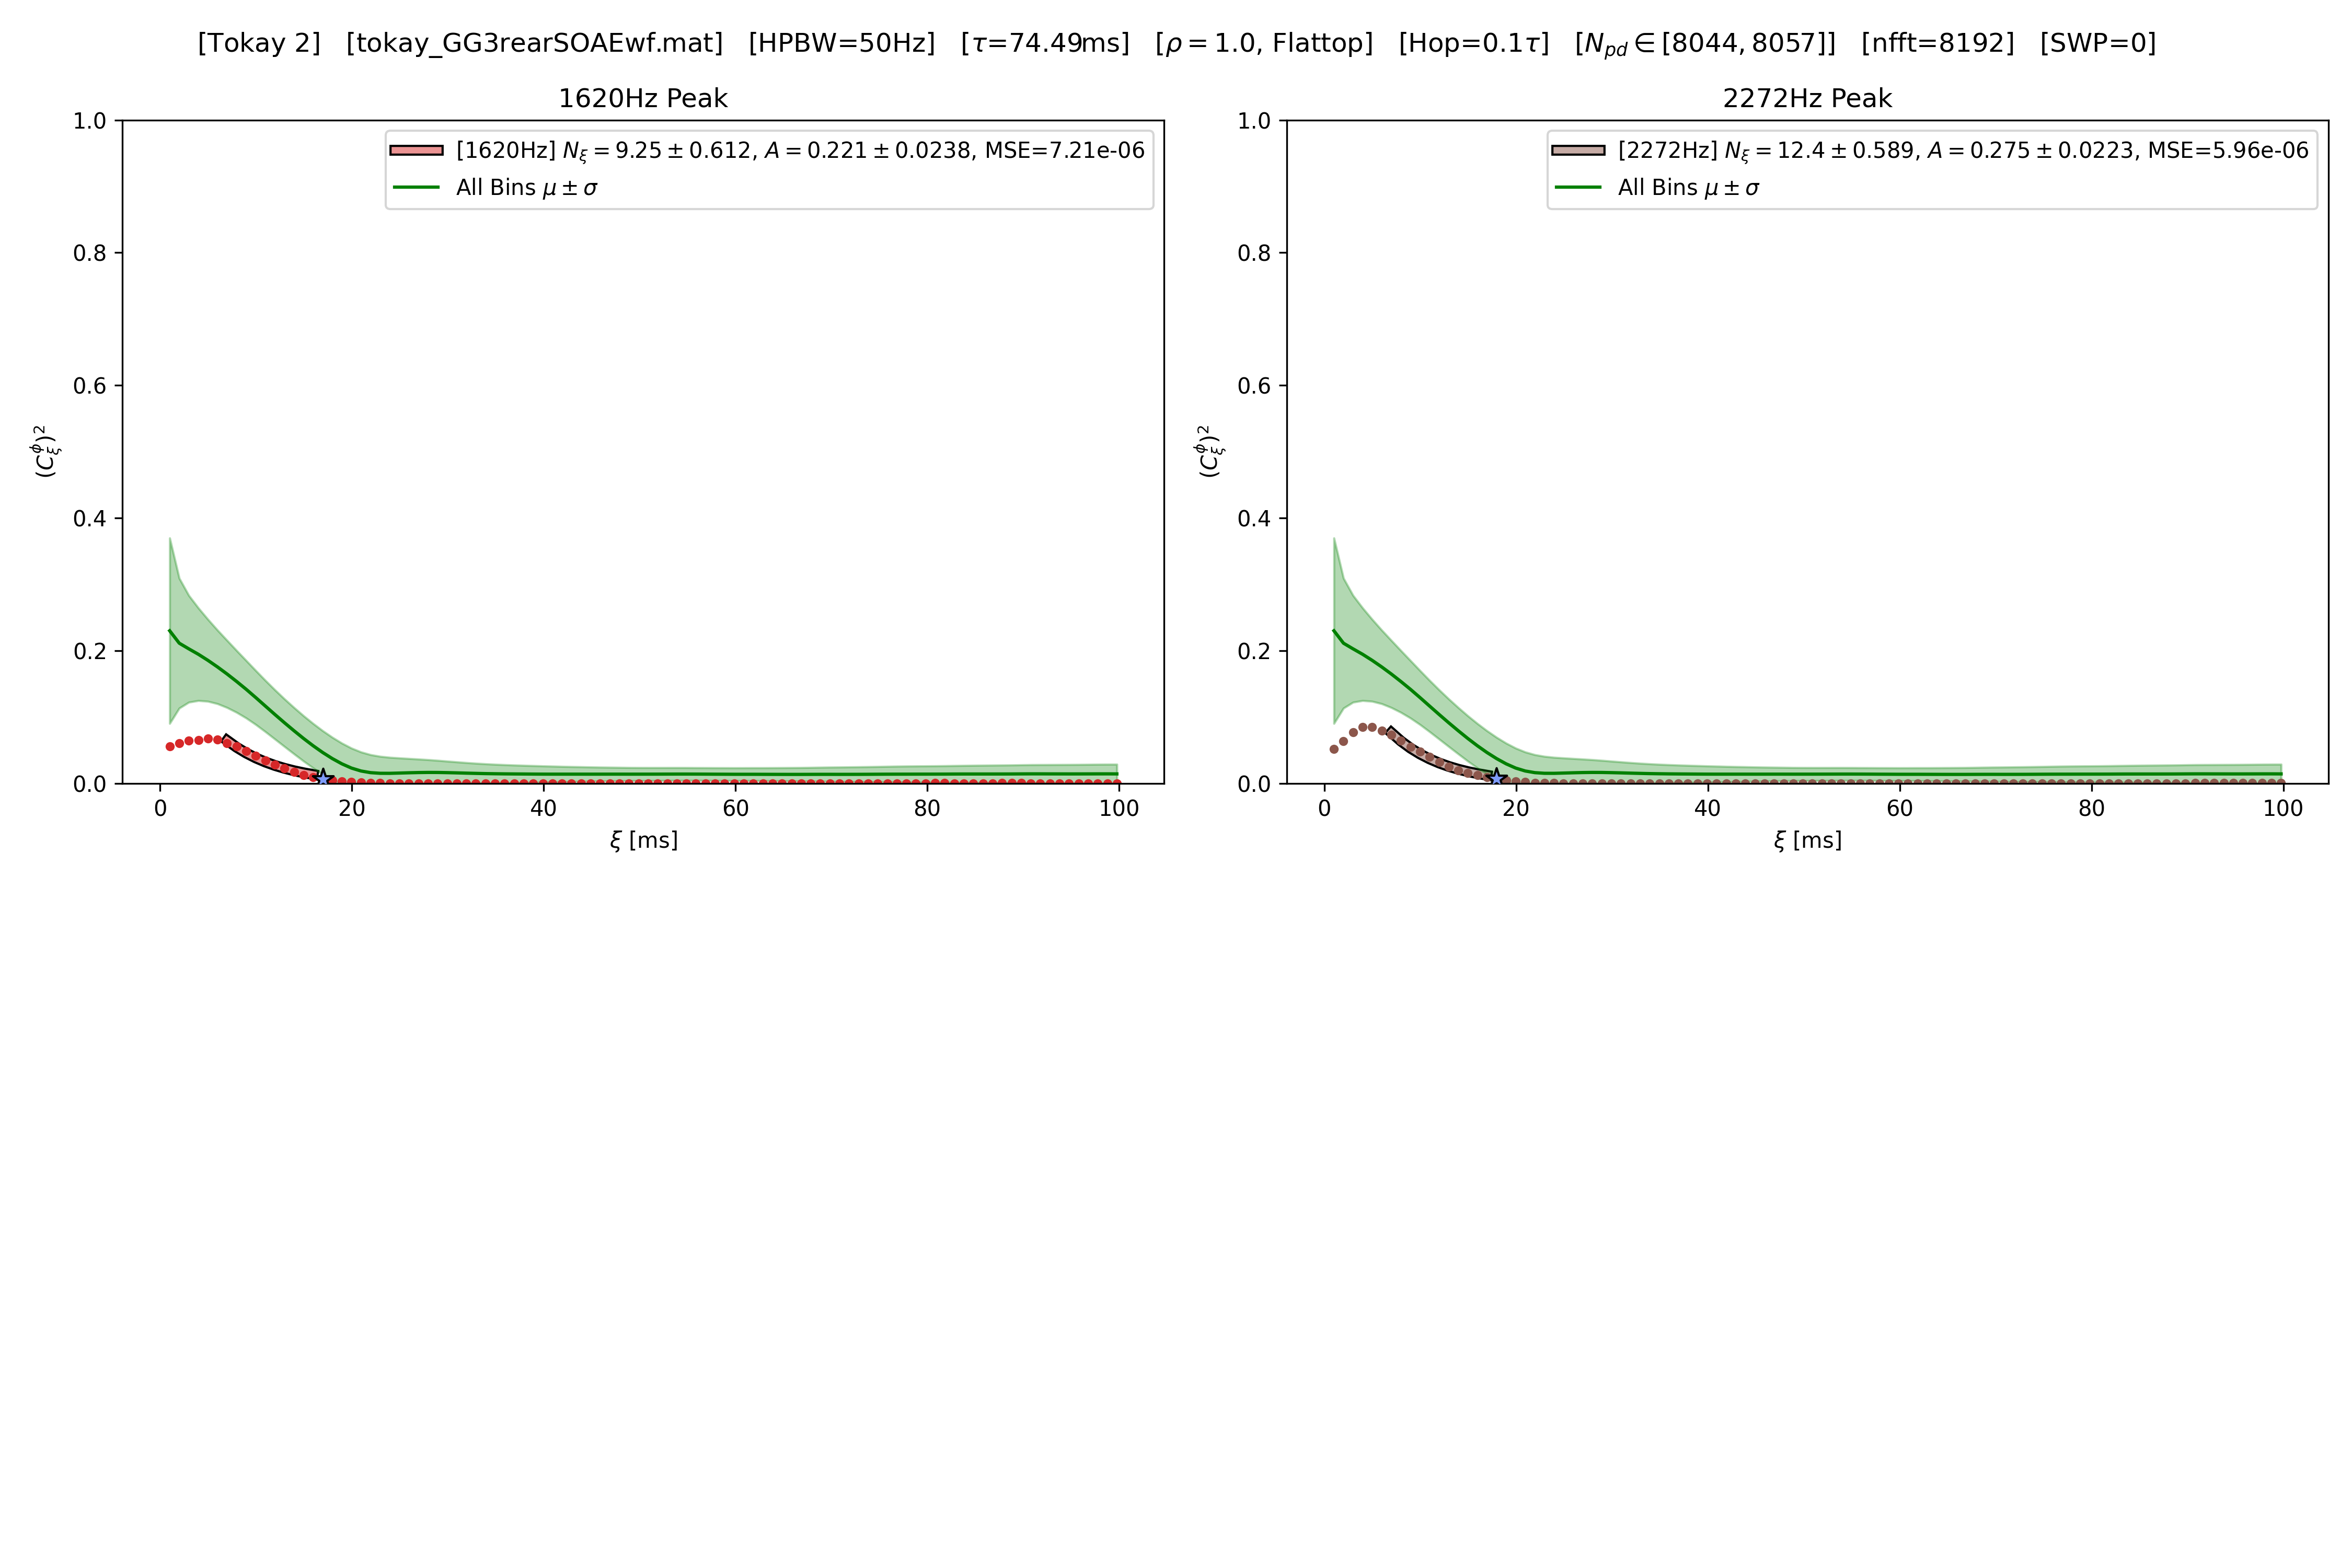 [Tokay 2] [tokay_GG3rearSOAEwf.mat] [HPBW=50Hz] [τ=74.49ms] [ρ = 1.0, Flattop] [Hop=0.1τ] [N_{pd} ∈ [8044, 8057]] [nfft=8192] [SWP=0]
1620Hz Peak
[1620Hz] N_ξ = 9.25 ± 0.612, A = 0.221 ± 0.0238, MSE=7.21e-06
All Bins μ ± σ
1.0
0.8
0.6
0.4
0.2
0.0
(C_ξ^ϕ)^2
0 20 40 60 80 100
ξ [ms]
2272Hz Peak
[2272Hz] N_ξ = 12.4 ± 0.589, A = 0.275 ± 0.0223, MSE=5.96e-06
All Bins μ ± σ
1.0
0.8
0.6
0.4
0.2
0.0
(C_ξ^ϕ)^2
0 20 40 60 80 100
ξ [ms]